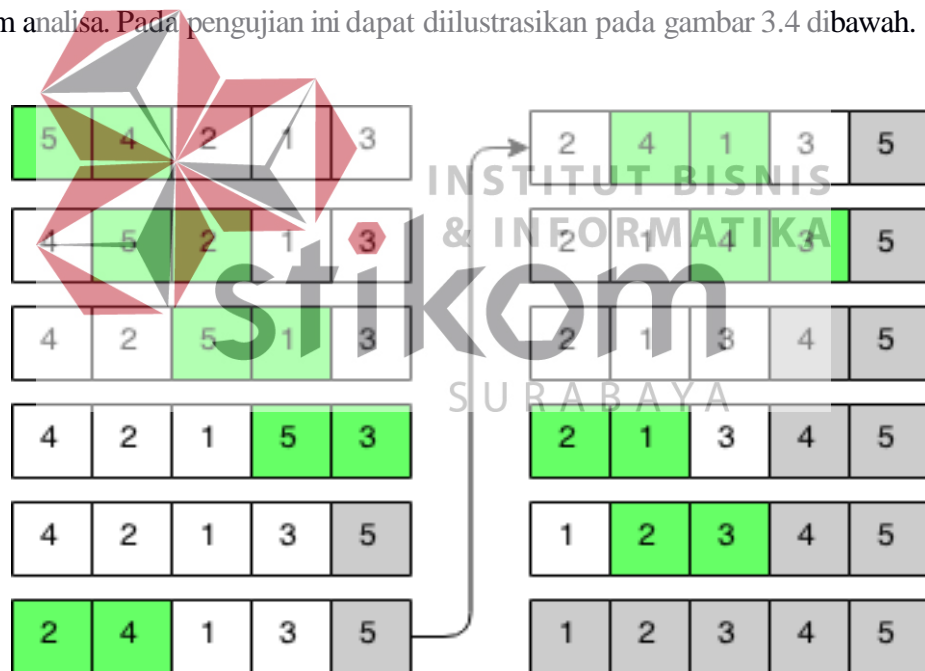 m analisa. Pada pengujian ini dapat diilustrasikan pada gambar 3.4 dibawah.
5 4 2 1 3
4 5 2 1 3
4 2 5 1 3
4 2 1 5 3
4 2 1 3 5
2 4 1 3 5
2 4 1 3 5
2 1 4 3 5
2 1 3 4 5
2 1 3 4 5
1 2 3 4 5
1 2 3 4 5
INSTITUT BISNIS
& INFORMATIKA
stikom
SURABAYA